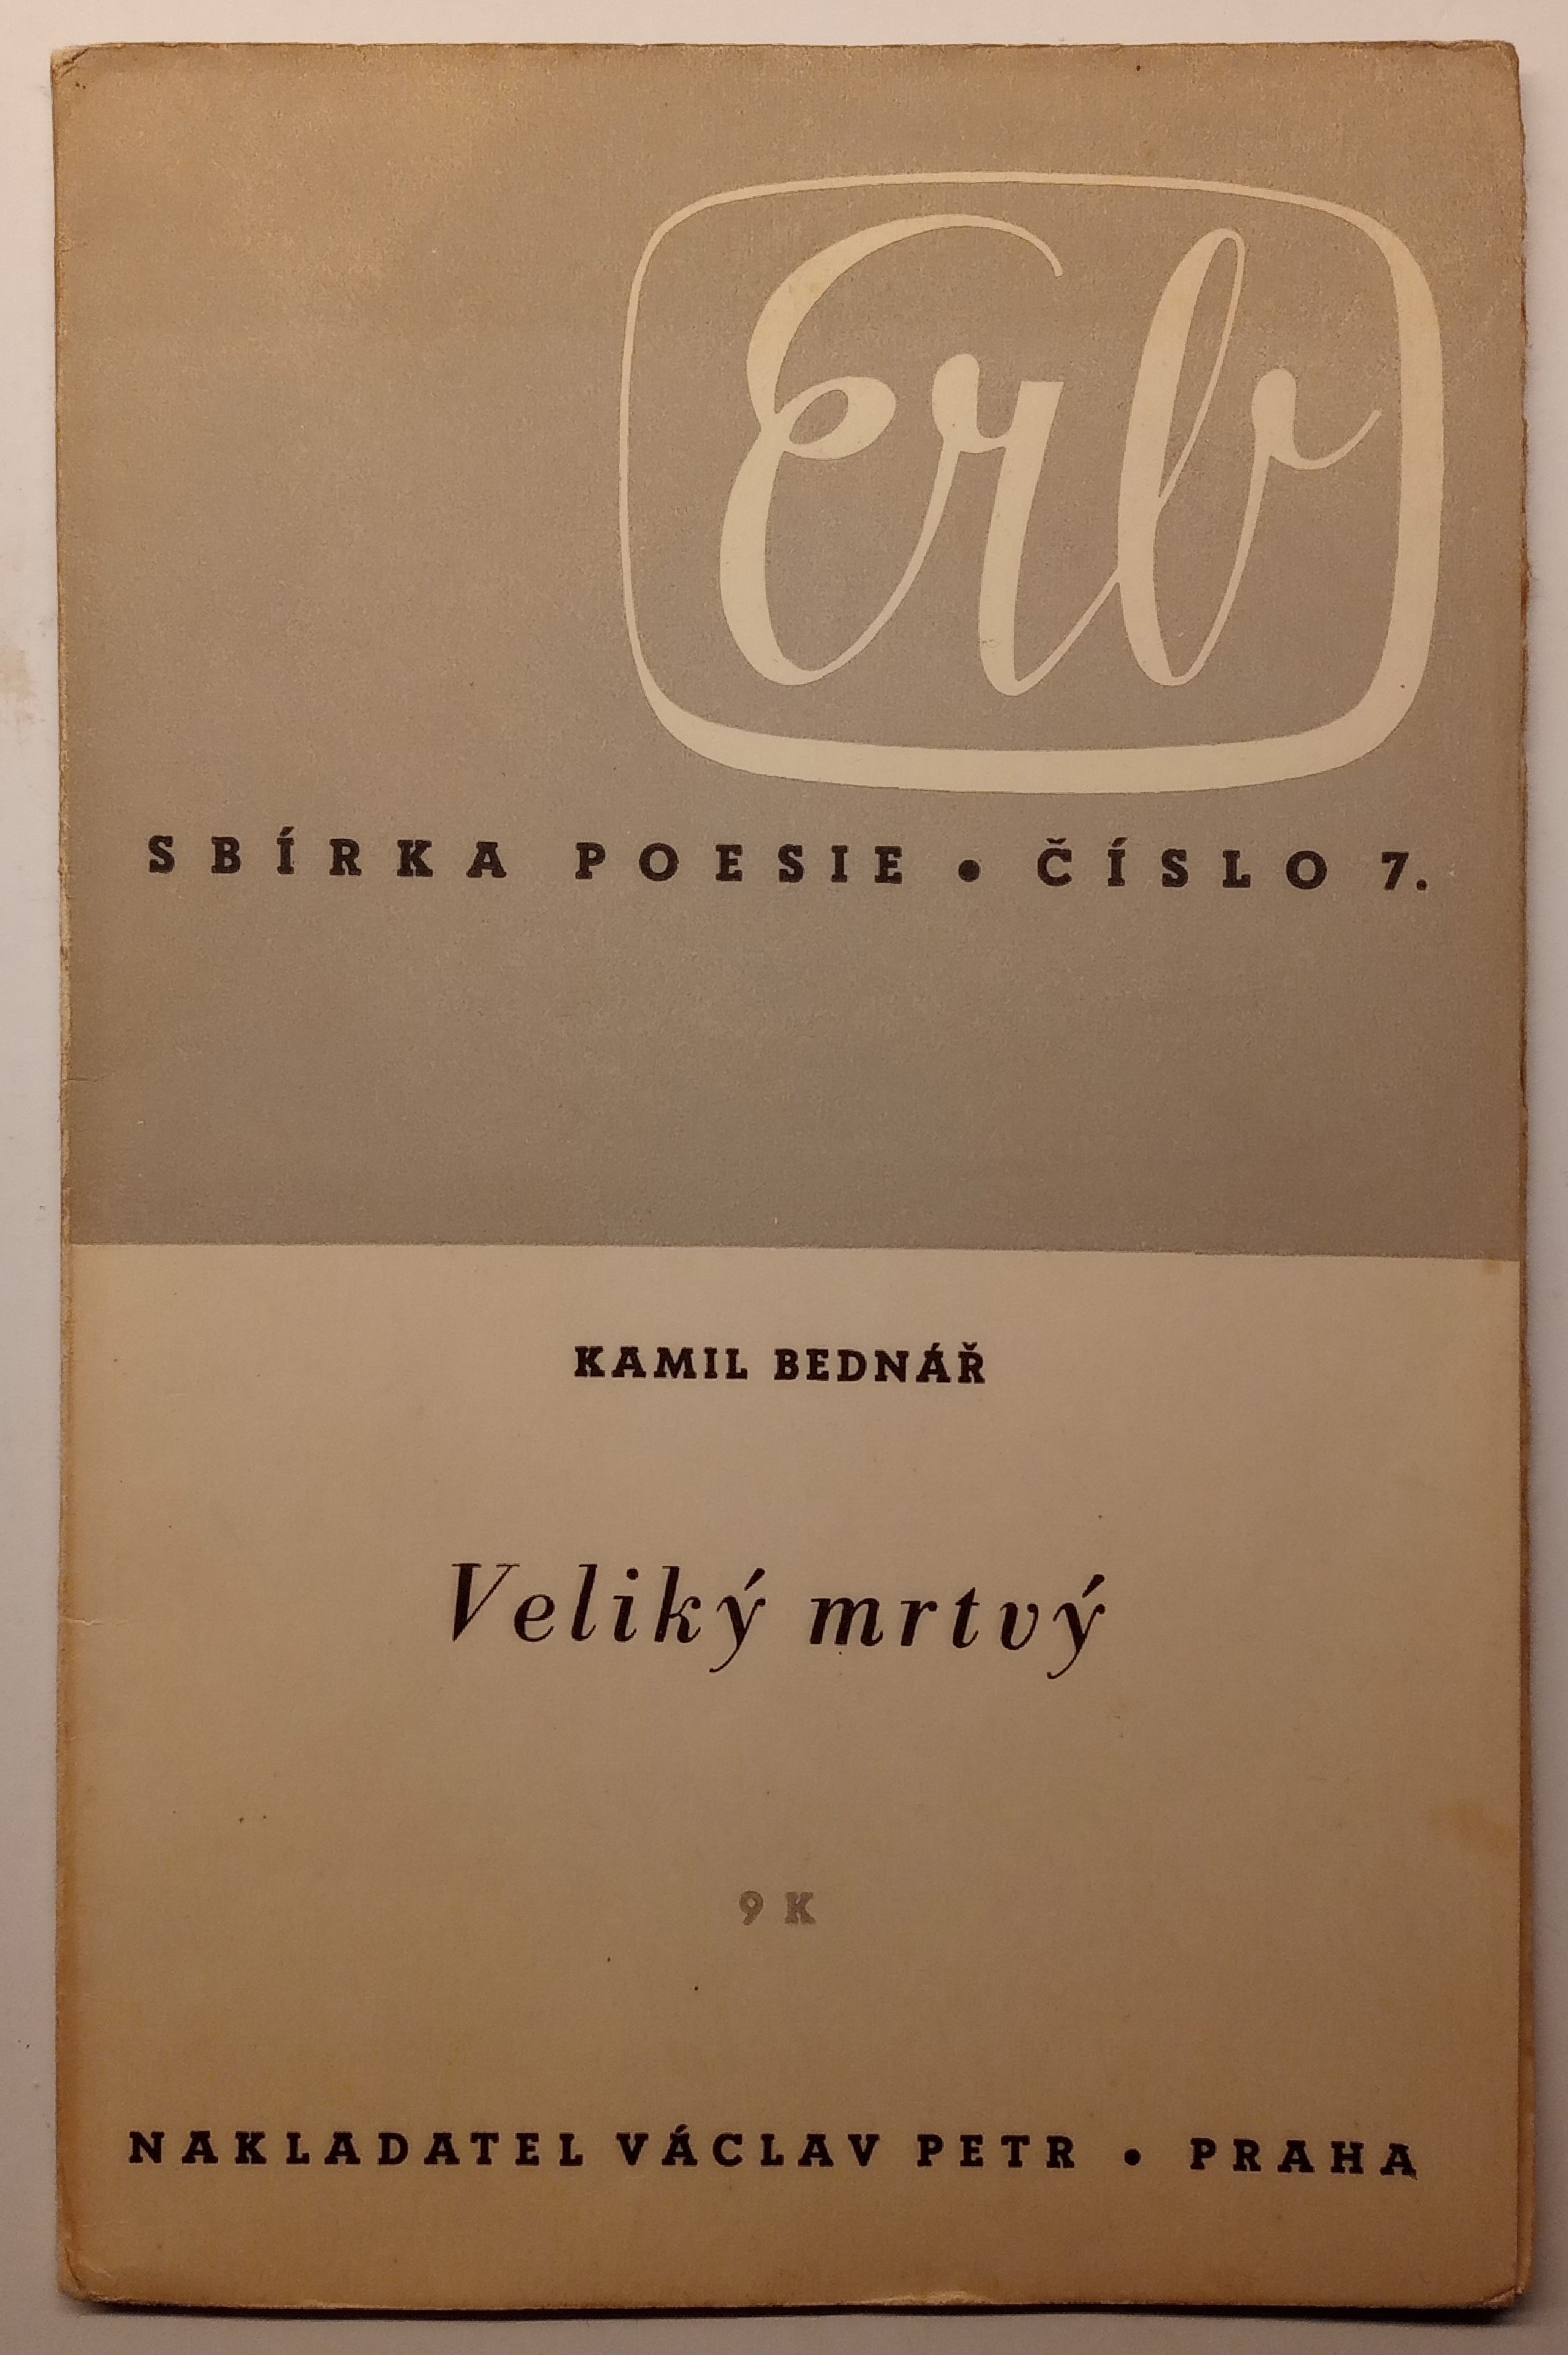 Erb
SBÍRKA POESIE • ČÍSLO 7.
KAMIL BEDNÁŘ
Veliký mrtvý
9 K
NAKLADATEL VÁCLAV PETR • PRAHA